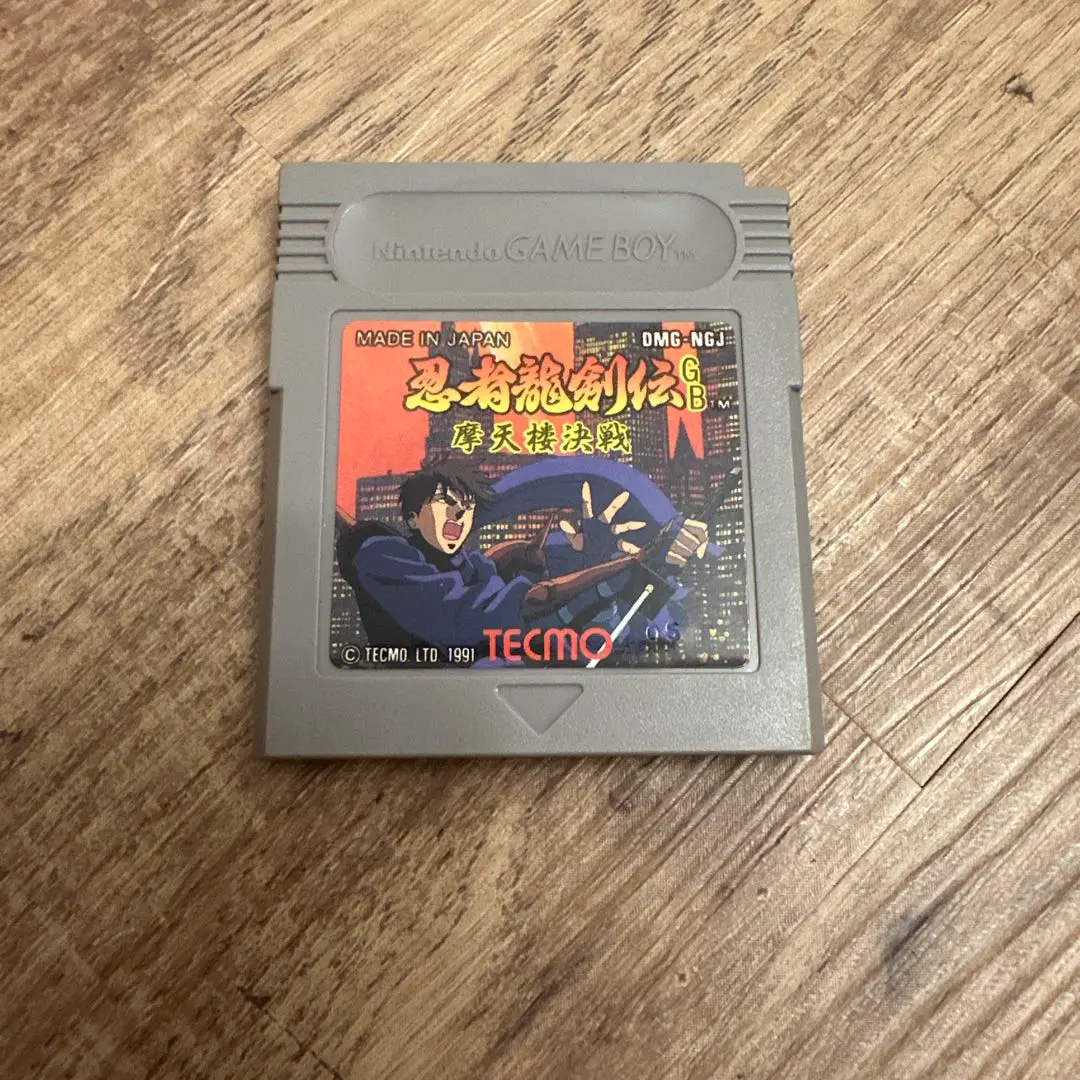 Nintendo GAME BOY™
MADE IN JAPAN
DMG-NGJ
忍者龍剣伝GB™
摩天楼決戦
© TECMO. LTD. 1991
TECMO
05